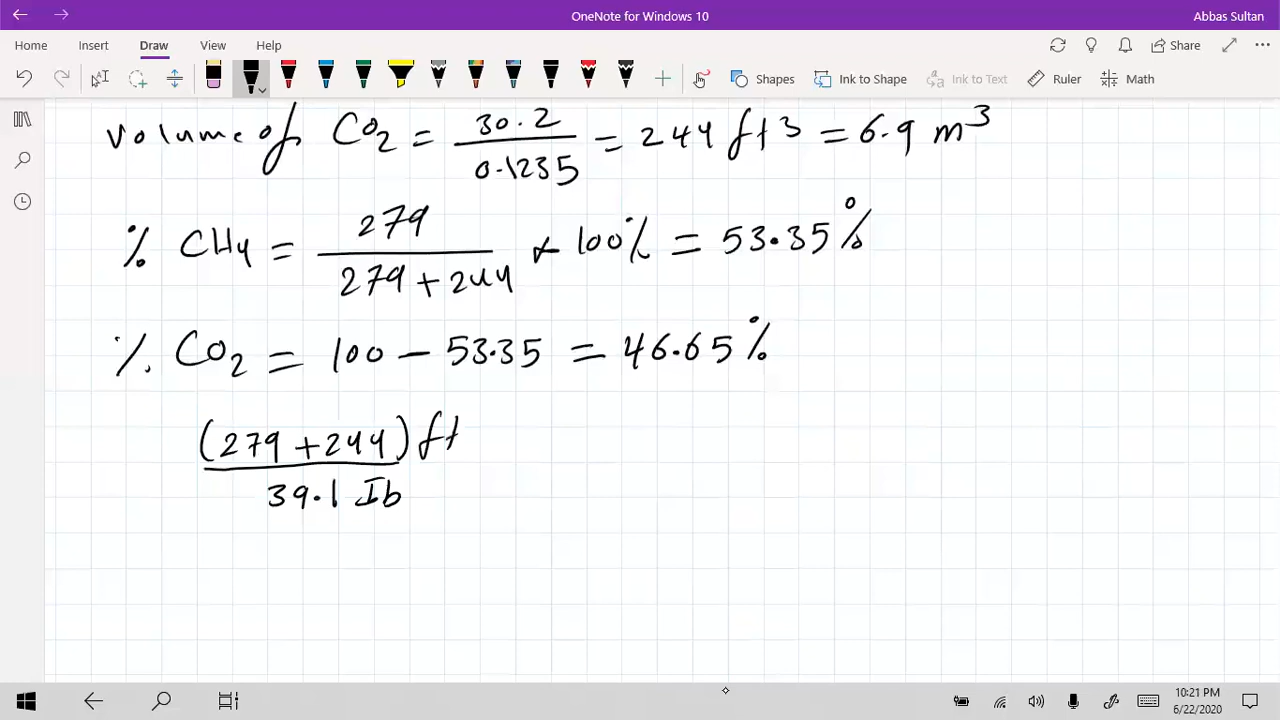 OneNote for Windows 10
Abbas Sultan
Home Insert Draw View Help Share
Shapes Ink to Shape Ink to Text Ruler Math
Volume of CO2 = 30.2 / 0.1235 = 244 ft3 = 6.9 m3
% CH4 = 279 / 279+244 * 100% = 53.35%
% CO2 = 100 - 53.35 = 46.65%
(279+244) ft
39.1 Ib
10:21 PM
6/22/2020